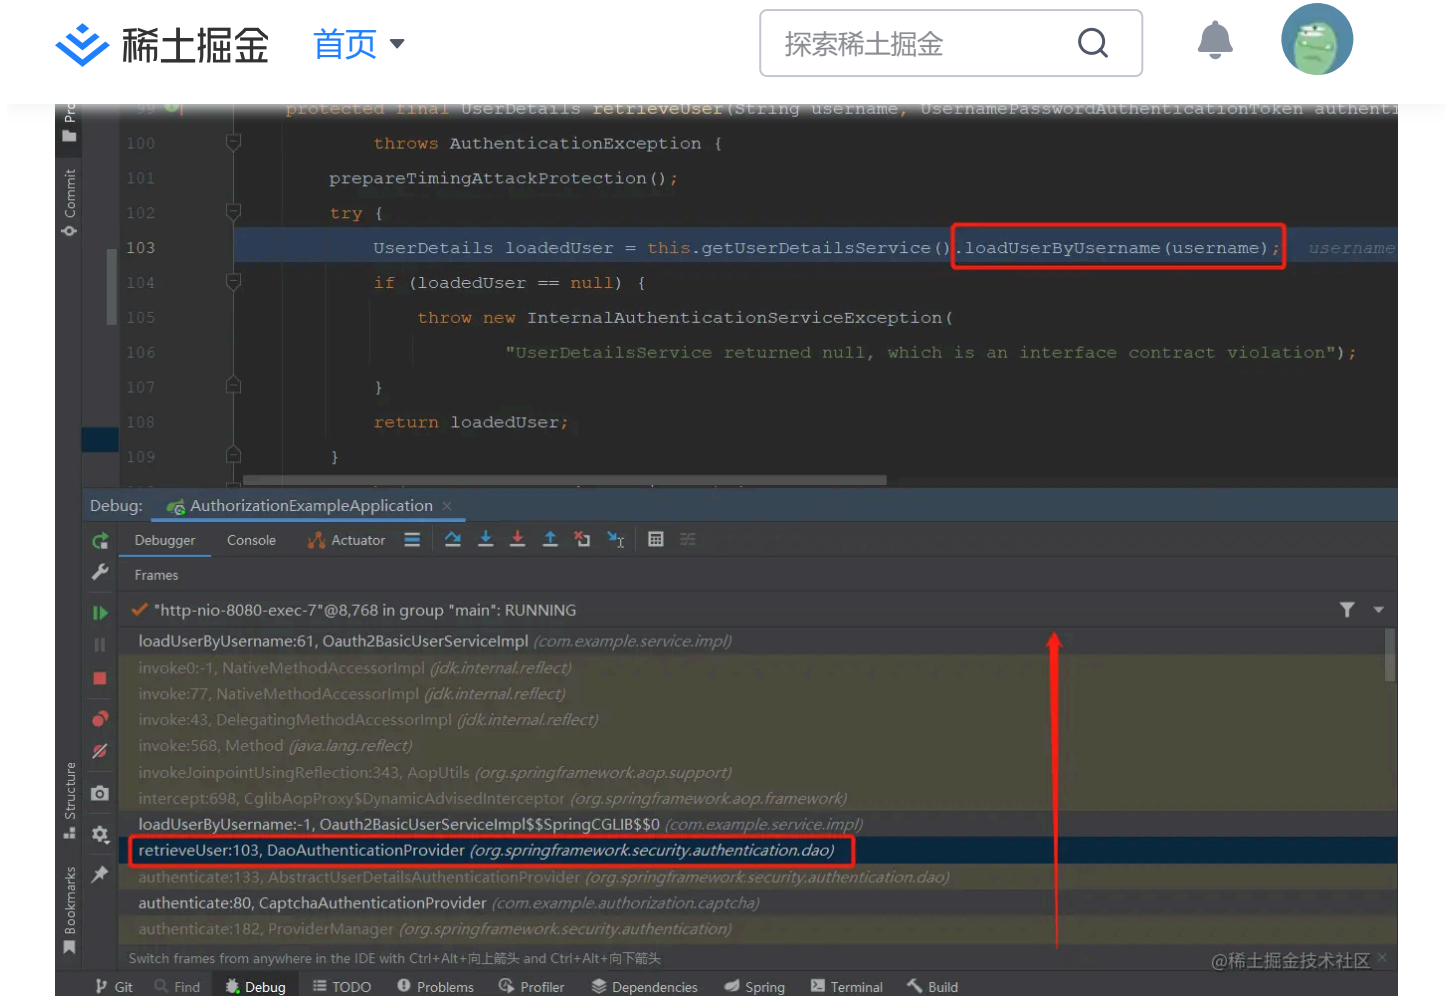 稀土掘金 首页
探索稀土掘金
99 protected final UserDetails retrieveUser(String username, UsernamePasswordAuthenticationToken authenti
100 throws AuthenticationException {
101 prepareTimingAttackProtection();
102 try {
103 UserDetails loadedUser = this.getUserDetailsService().loadUserByUsername(username); username
104 if (loadedUser == null) {
105 throw new InternalAuthenticationServiceException(
106 "UserDetailsService returned null, which is an interface contract violation");
107 }
108 return loadedUser;
109 }
Commit
Structure
Bookmarks
Debug: AuthorizationExampleApplication
Debugger Console Actuator
Frames
"http-nio-8080-exec-7"@8,768 in group "main": RUNNING
loadUserByUsername:61, Oauth2BasicUserServiceImpl (com.example.service.impl)
invoke0:-1, NativeMethodAccessorImpl (jdk.internal.reflect)
invoke:77, NativeMethodAccessorImpl (jdk.internal.reflect)
invoke:43, DelegatingMethodAccessorImpl (jdk.internal.reflect)
invoke:568, Method (java.lang.reflect)
invokeJoinpointUsingReflection:343, AopUtils (org.springframework.aop.support)
intercept:698, CglibAopProxy$DynamicAdvisedInterceptor (org.springframework.aop.framework)
loadUserByUsername:-1, Oauth2BasicUserServiceImpl$$SpringCGLIB$$0 (com.example.service.impl)
retrieveUser:103, DaoAuthenticationProvider (org.springframework.security.authentication.dao)
authenticate:133, AbstractUserDetailsAuthenticationProvider (org.springframework.security.authentication.dao)
authenticate:80, CaptchaAuthenticationProvider (com.example.authorization.captcha)
authenticate:182, ProviderManager (org.springframework.security.authentication)
Switch frames from anywhere in the IDE with Ctrl+Alt+向上箭头 and Ctrl+Alt+向下箭头
@稀土掘金技术社区
Git Find Debug TODO Problems Profiler Dependencies Spring Terminal Build